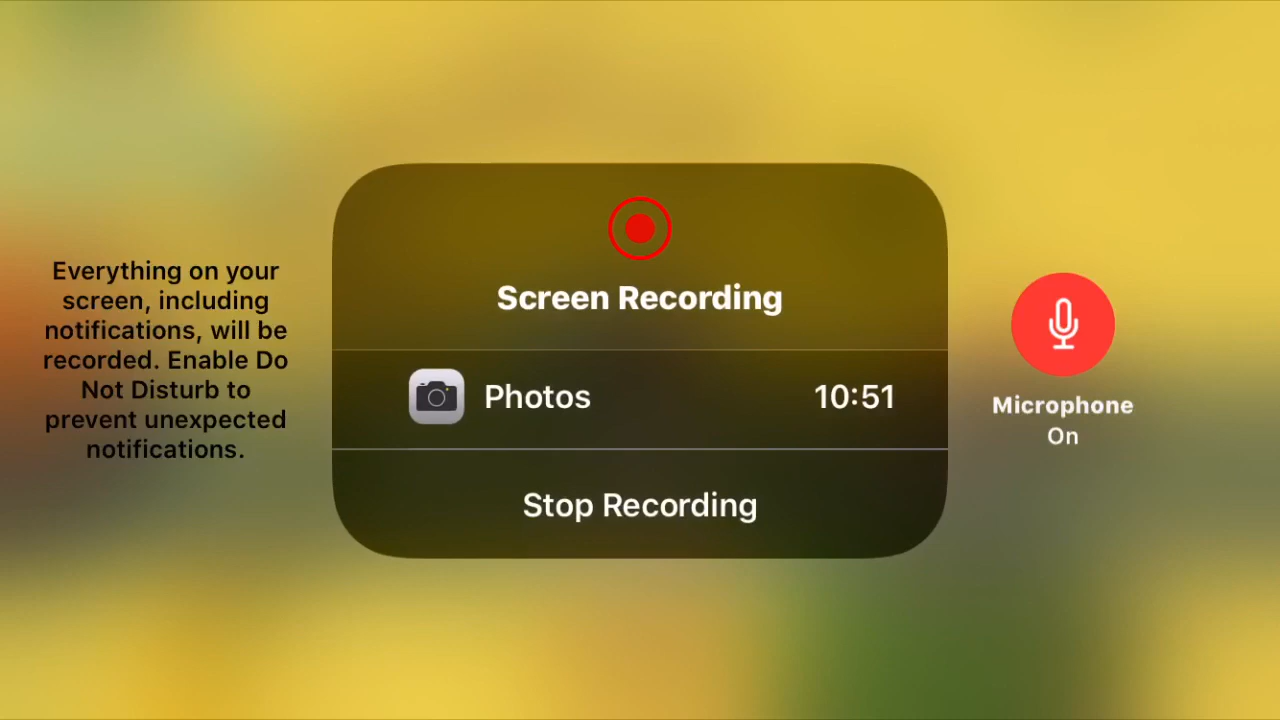 Everything on your
screen, including
notifications, will be
recorded. Enable Do
Not Disturb to
prevent unexpected
notifications.
Screen Recording
Photos 10:51
Stop Recording
Microphone
On